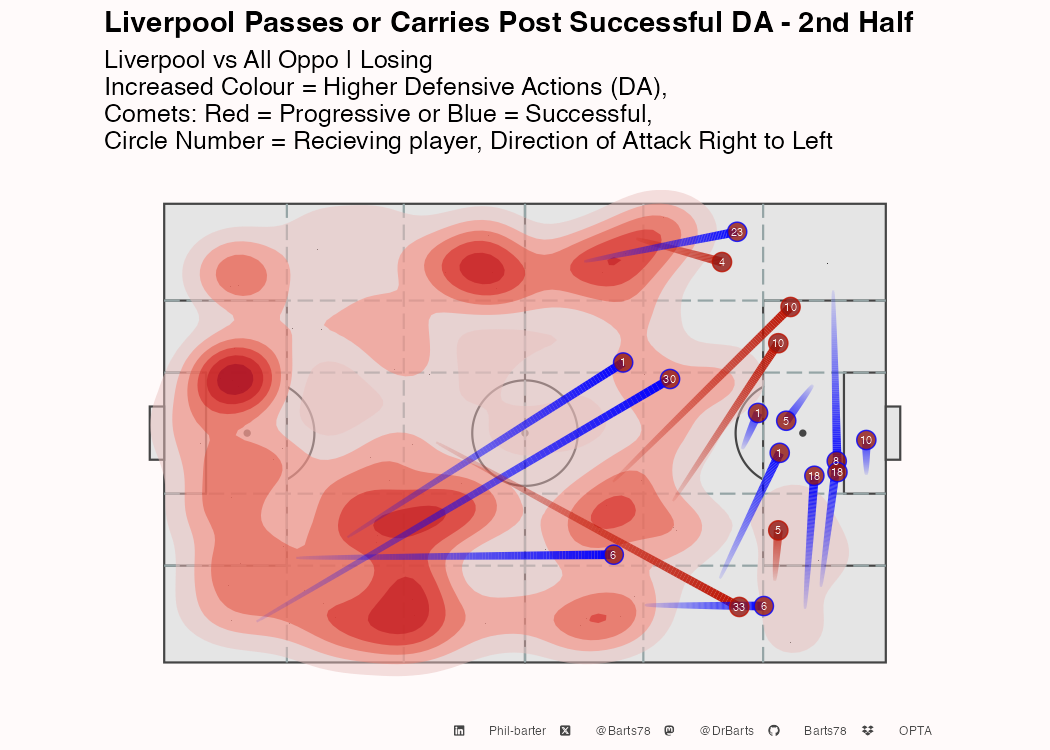 Liverpool Passes or Carries Post Successful DA - 2nd Half
Liverpool vs All Oppo | Losing
Increased Colour = Higher Defensive Actions (DA),
Comets: Red = Progressive or Blue = Successful,
Circle Number = Recieving player, Direction of Attack Right to Left
23
4
10
10
1
30
1
5
10
1
8
18
18
5
6
33
6
Phil-barter @Barts78 @DrBarts Barts78 OPTA